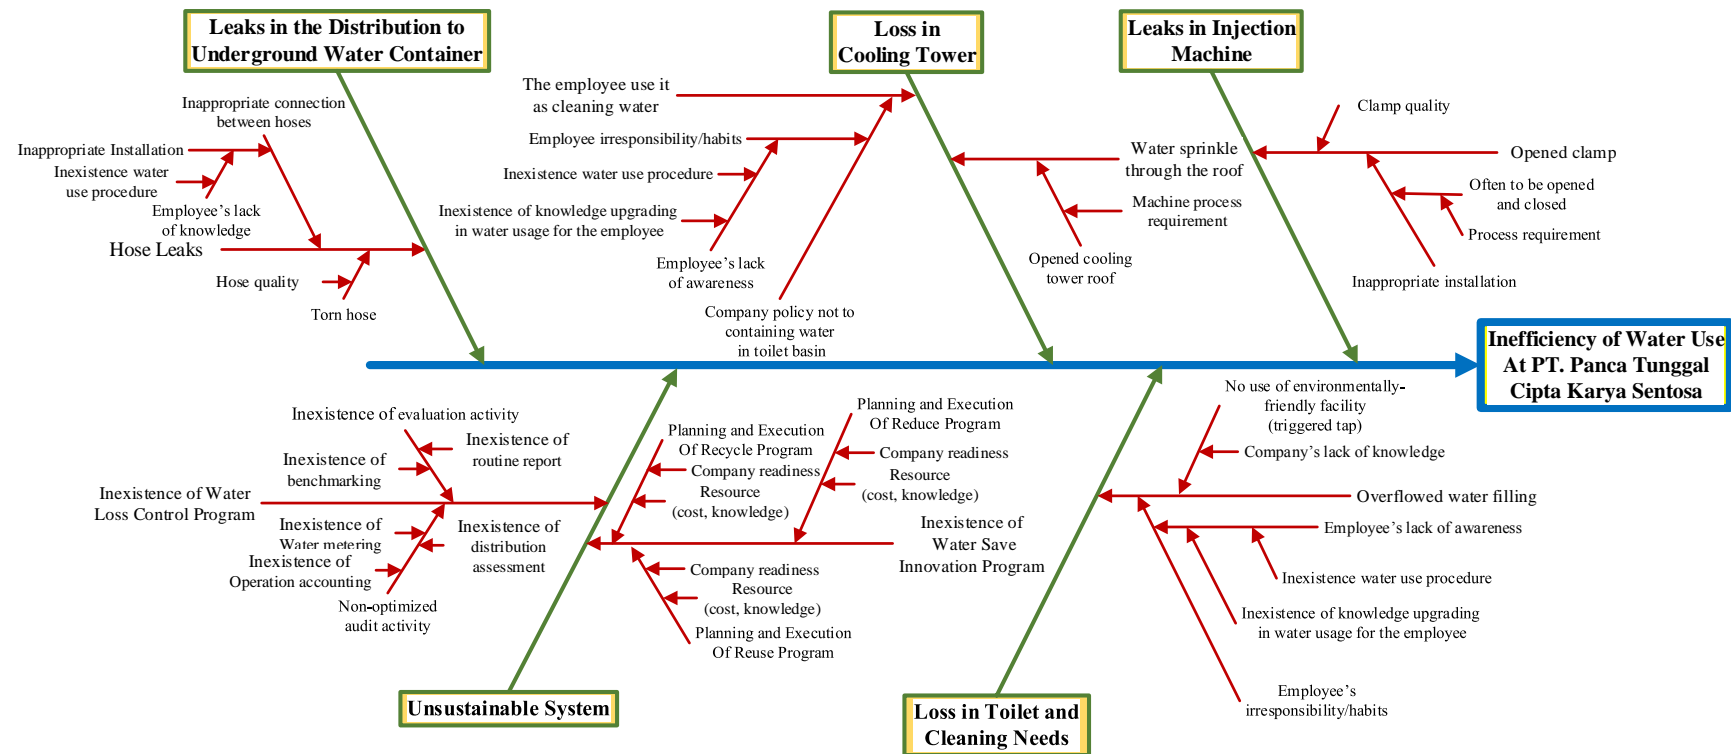 Leaks in the Distribution to
Underground Water Container
Loss in
Cooling Tower
Leaks in Injection
Machine
Inappropriate connection
between hoses
Inappropriate Installation
Inexistence water
use procedure
Employee's lack
of knowledge
Hose Leaks
Hose quality
Torn hose
The employee use it
as cleaning water
Employee irresponsibility/habits
Inexistence water use procedure
Inexistence of knowledge upgrading
in water usage for the employee
Employee's lack
of awareness
Company policy not to
containing water
in toilet basin
Water sprinkle
through the roof
Machine process
requirement
Opened cooling
tower roof
Clamp quality
Opened clamp
Often to be opened
and closed
Process requirement
Inappropriate installation
Inefficiency of Water Use
At PT. Panca Tunggal
Cipta Karya Sentosa
Inexistence of evaluation activity
Inexistence of
routine report
Inexistence of
benchmarking
Inexistence of Water
Loss Control Program
Inexistence of
Water metering
Inexistence of
distribution
assessment
Inexistence of
Operation accounting
Non-optimized
audit activity
Planning and Execution
Of Recycle Program
Company readiness
Resource
(cost, knowledge)
Planning and Execution
Of Reduce Program
Company readiness
Resource
(cost, knowledge)
Inexistence of
Water Save
Innovation Program
Company readiness
Resource
(cost, knowledge)
Planning and Execution
Of Reuse Program
No use of environmentally-
friendly facility
(triggered tap)
Company's lack of knowledge
Overflowed water filling
Employee's lack of awareness
Inexistence water use procedure
Inexistence of knowledge upgrading
in water usage for the employee
Employee's
irresponsibility/habits
Unsustainable System
Loss in Toilet and
Cleaning Needs